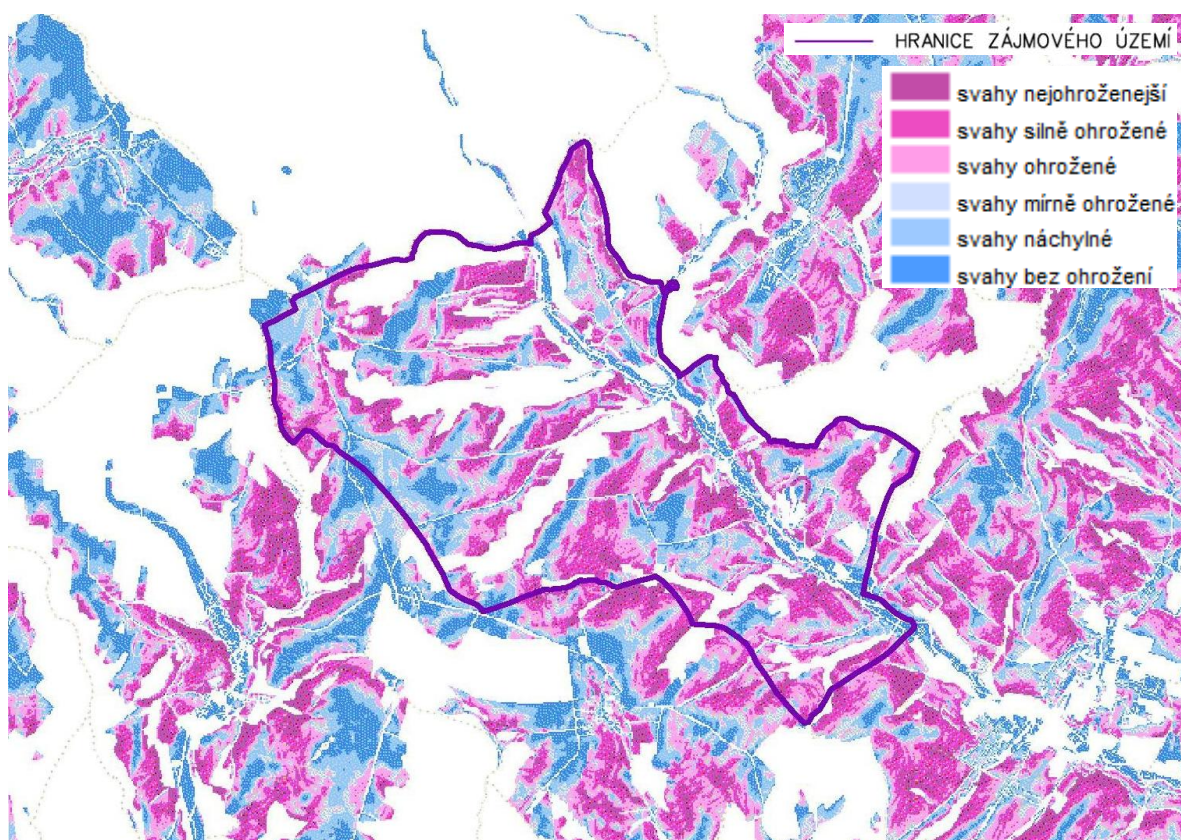 HRANICE ZÁJMOVÉHO ÚZEMÍ
svahy nejohroženejší
svahy silně ohrožené
svahy ohrožené
svahy mírně ohrožené
svahy náchylné
svahy bez ohrožení